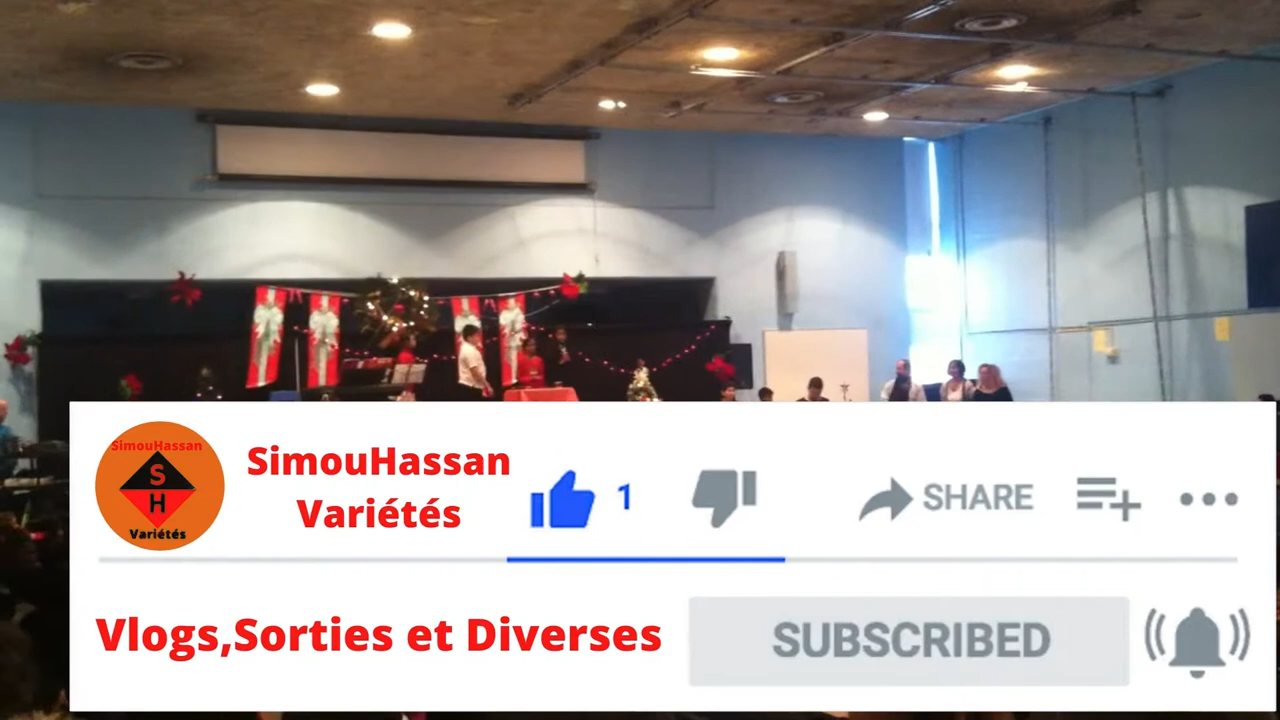 SimouHassan
S
H
Variétés
SimouHassan
Variétés
1
SHARE
Vlogs,Sorties et Diverses
SUBSCRIBED